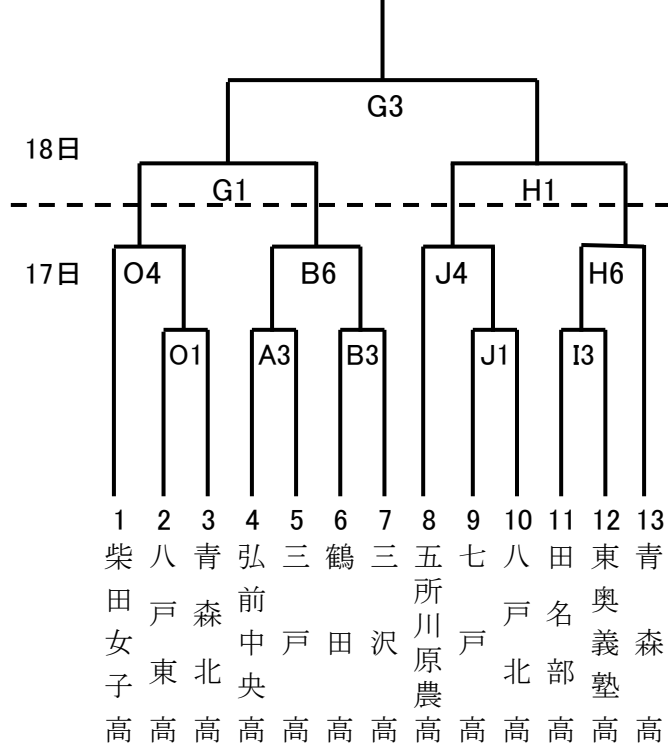 G3
18日
G1 H1
17日 O4 B6 J4 H6
O1 A3 B3 J1 I3
1 2 3 4 5 6 7 8 9 10 11 12 13
柴田女子高
八戸東高
青森北高
弘前中央高
三戸高
鶴田高
三沢高
五所川原農高
七戸高
八戸北高
田名部高
東奥義塾高
青森高